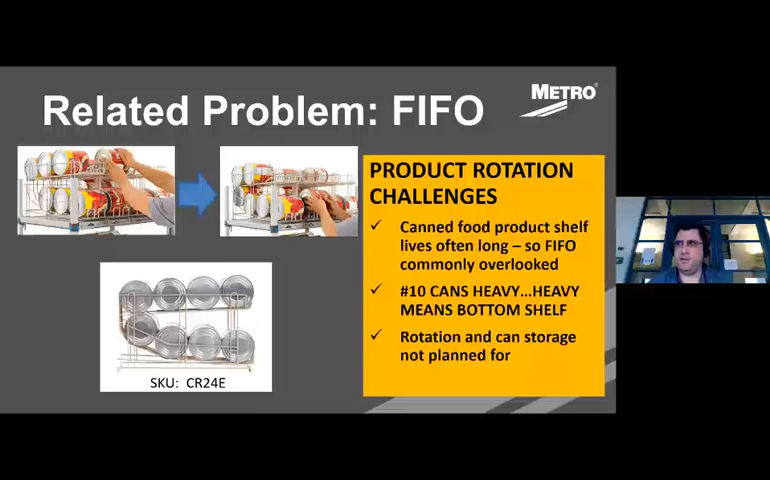 Related Problem: FIFO
METRO
PRODUCT ROTATION
CHALLENGES
✓ Canned food product shelf
lives often long – so FIFO
commonly overlooked
✓ #10 CANS HEAVY...HEAVY
MEANS BOTTOM SHELF
✓ Rotation and can storage
not planned for
SKU: CR24E